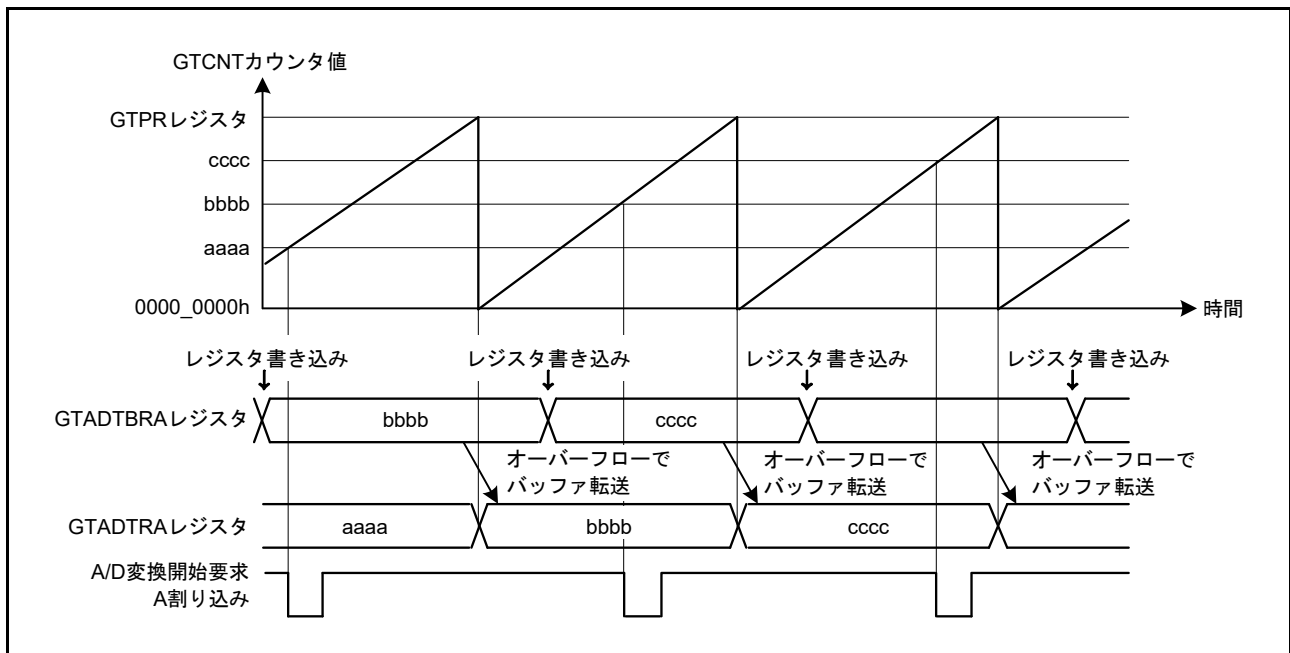 GTCNTカウンタ値
GTPRレジスタ
cccc
bbbb
aaaa
0000_0000h
時間
レジスタ書き込み
レジスタ書き込み
レジスタ書き込み
レジスタ書き込み
GTADTBRAレジスタ
bbbb
cccc
オーバーフローで
バッファ転送
オーバーフローで
バッファ転送
オーバーフローで
バッファ転送
GTADTRAレジスタ
aaaa
bbbb
cccc
A/D変換開始要求
A割り込み